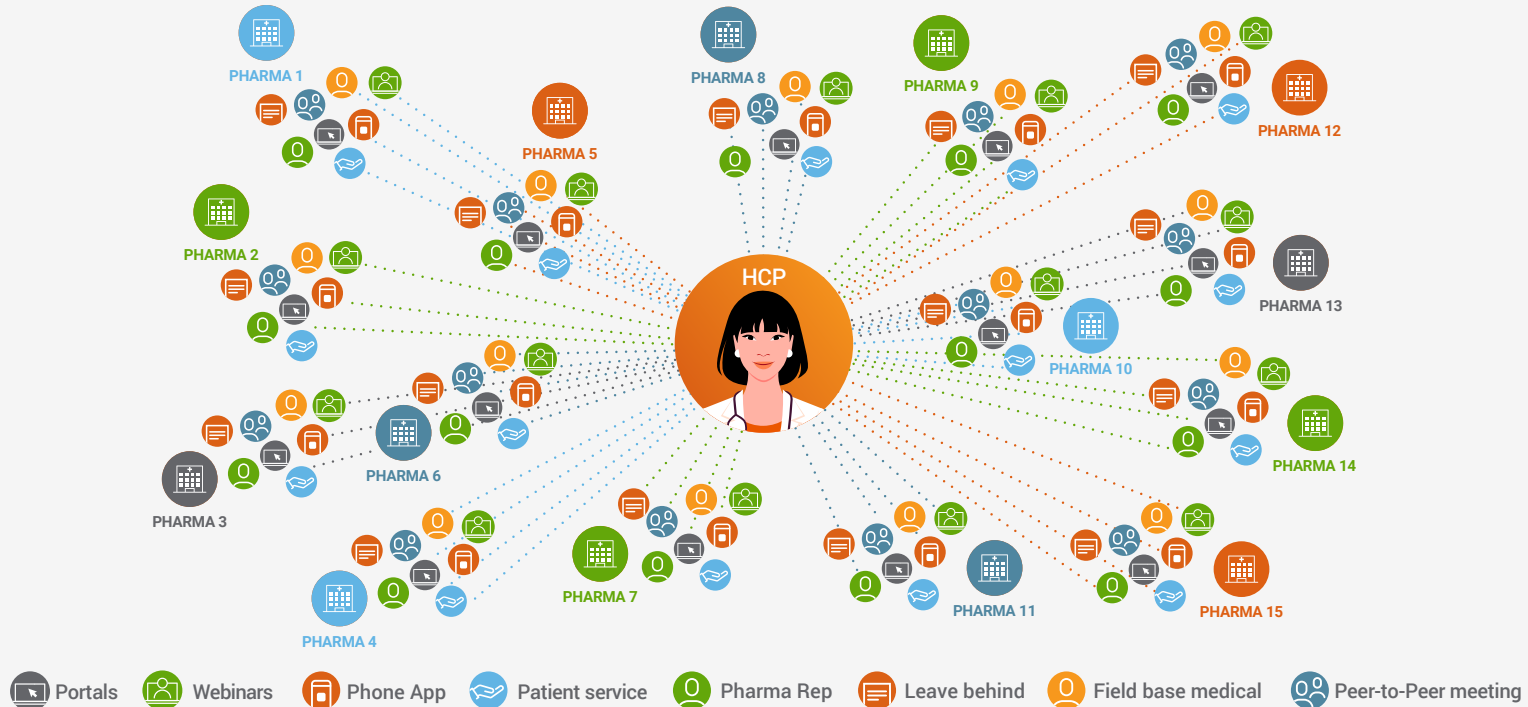 PHARMA 1
PHARMA 8
PHARMA 9
PHARMA 12
PHARMA 5
PHARMA 2
HCP
PHARMA 13
PHARMA 10
PHARMA 6
PHARMA 14
PHARMA 3
PHARMA 7
PHARMA 11
PHARMA 15
PHARMA 4
Portals
Webinars
Phone App
Patient service
Pharma Rep
Leave behind
Field base medical
Peer-to-Peer meeting